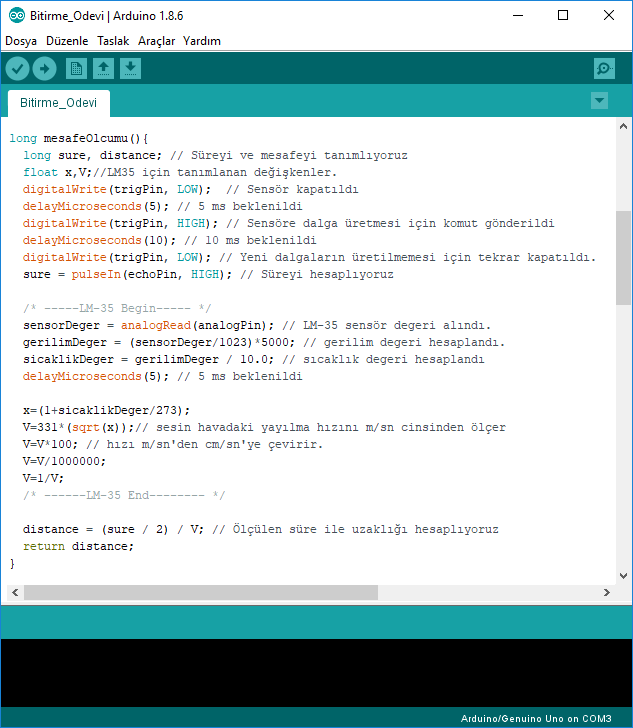 Bitirme_Odevi | Arduino 1.8.6
Dosya Düzenle Taslak Araçlar Yardım
Bitirme_Odevi
long mesafeOlcumu(){
long sure, distance; // Süreyi ve mesafeyi tanımlıyoruz
float x,V;//LM35 için tanımlanan değişkenler.
digitalWrite(trigPin, LOW);  // Sensör kapatıldı
delayMicroseconds(5); // 5 ms beklenildi
digitalWrite(trigPin, HIGH); // Sensöre dalga üretmesi için komut gönderildi
delayMicroseconds(10); // 10 ms beklenildi
digitalWrite(trigPin, LOW); // Yeni dalgaların üretilmemesi için tekrar kapatıldı.
sure = pulseIn(echoPin, HIGH); // Süreyi hesaplıyoruz
/* -----LM-35 Begin----- */
sensorDeger = analogRead(analogPin); // LM-35 sensör degeri alındı.
gerilimDeger = (sensorDeger/1023)*5000; // gerilim degeri hesaplandı.
sicaklikDeger = gerilimDeger / 10.0; // sıcaklık degeri hesaplandı
delayMicroseconds(5); // 5 ms beklenildi
x=(1+sicaklikDeger/273);
V=331*(sqrt(x));// sesin havadaki yayılma hızını m/sn cinsinden ölçer
V=V*100; // hızı m/sn'den cm/sn'ye çevirir.
V=V/1000000;
V=1/V;
/* ------LM-35 End-------- */
distance = (sure / 2) / V; // Ölçülen süre ile uzaklığı hesaplıyoruz
return distance;
}
Arduino/Genuino Uno on COM3